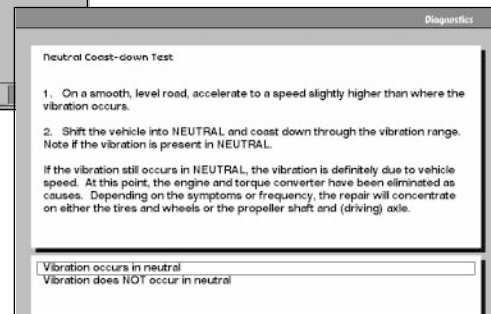 Diagnostics
Neutral Coast-down Test
1. On a smooth, level road, accelerate to a speed slightly higher than where the
vibration occurs.
2. Shift the vehicle into NEUTRAL and coast down through the vibration range.
Note if the vibration is present in NEUTRAL.
If the vibration still occurs in NEUTRAL, the vibration is definitely due to vehicle
speed. At this point, the engine and torque converter have been eliminated as
causes. Depending on the symptoms or frequency, the repair will concentrate
on either the tires and wheels or the propeller shaft and (driving) axle.
Vibration occurs in neutral
Vibration does NOT occur in neutral